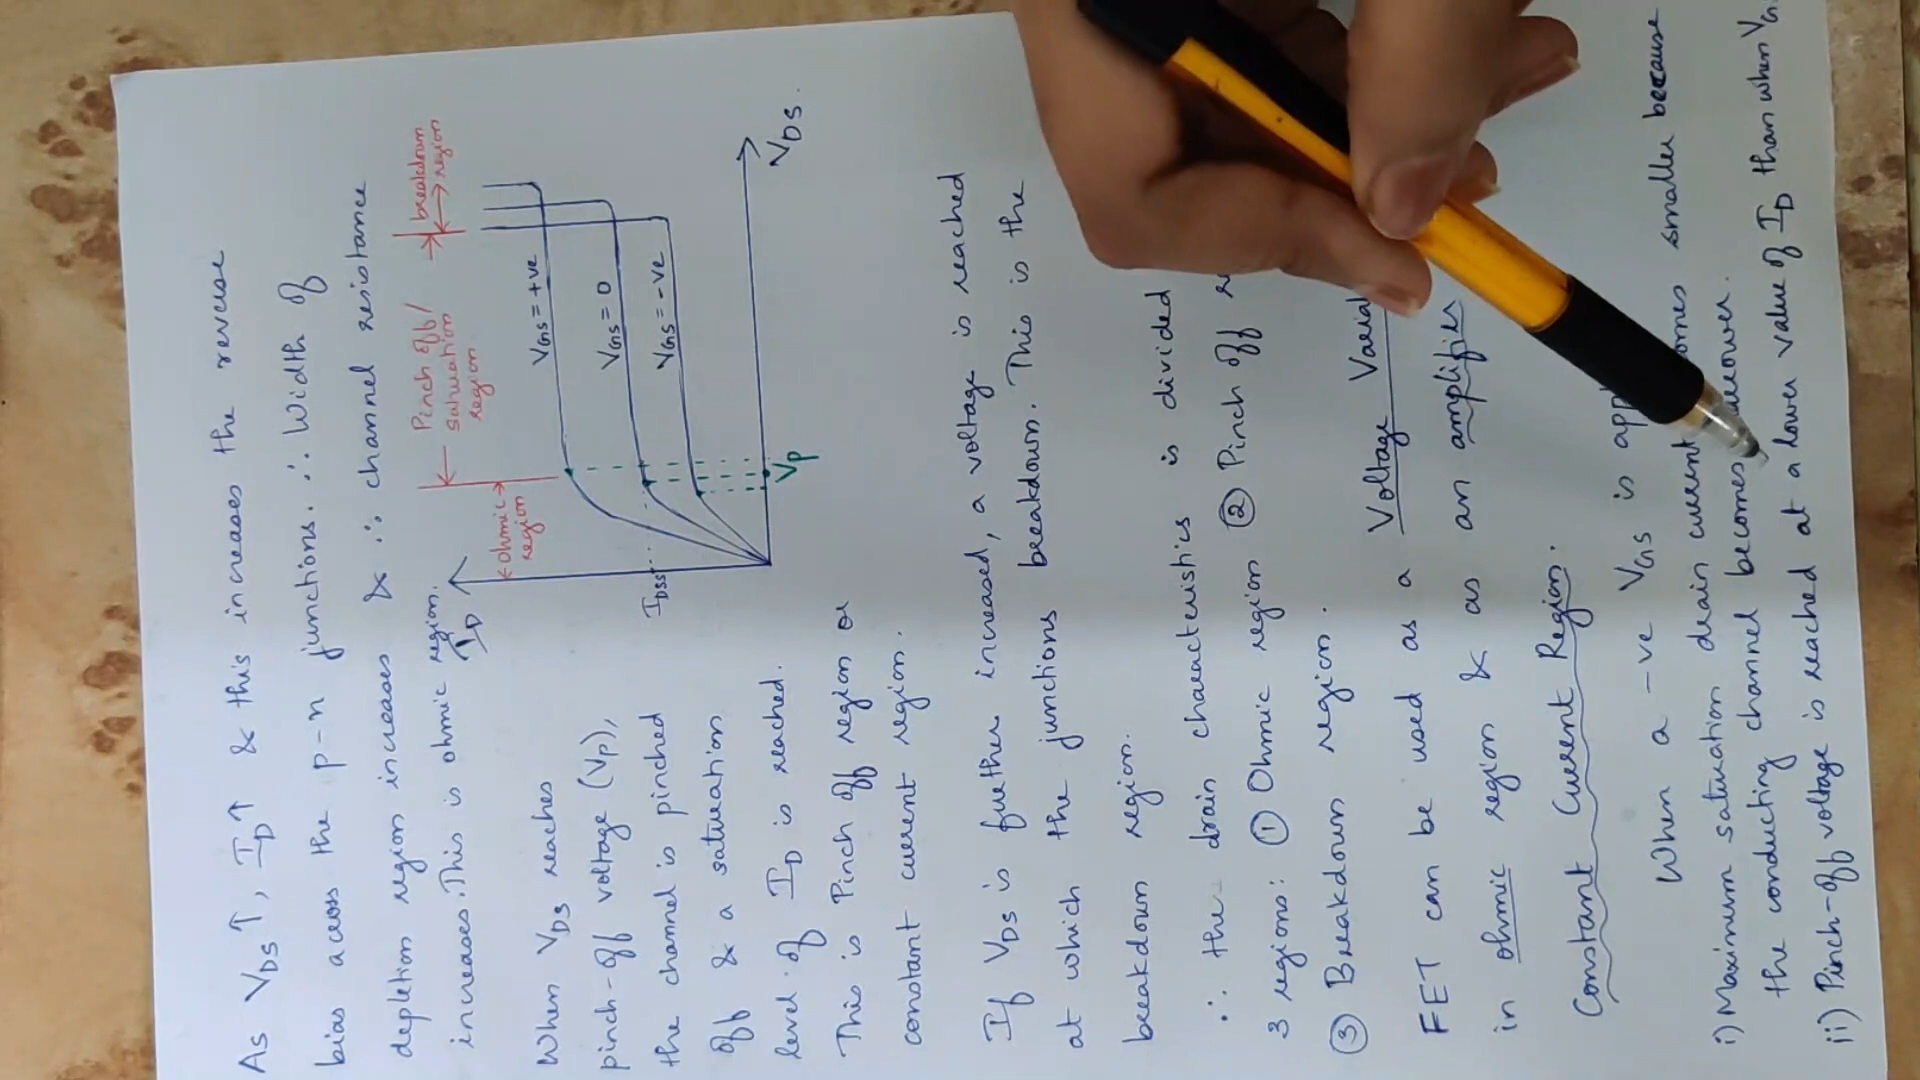 As VDS↑, ID↑ & this increases the reverse
bias across the p-n junctions. ∴ Width of
depletion region increases & ∴ channel resistance
increases. This is ohmic region.
When VDS reaches
pinch-off voltage (Vp),
the channel is pinched
off & a saturation
level of ID is reached.
This is Pinch off region or
constant current region.
ID
←ohmic→
region
← Pinch off/
saturation
region
breakdown
region
VGS=+ve
VGS=0
VGS=-ve
IDSS
Vp
VDS.
If VDS is further increased, a voltage is reached
at which the junctions breakdown. This is the
breakdown region.
∴ the drain characteristics is divided
3 regions: ① Ohmic region ② Pinch off
③ Breakdown region.
FET can be used as a Voltage
in ohmic region & as an amplifier
Constant Current Region.
When a -ve VGS is
i) Maximum saturation drain current smaller because
the conducting channel becomes
ii) Pinch-off voltage is reached at a lower value of ID than when